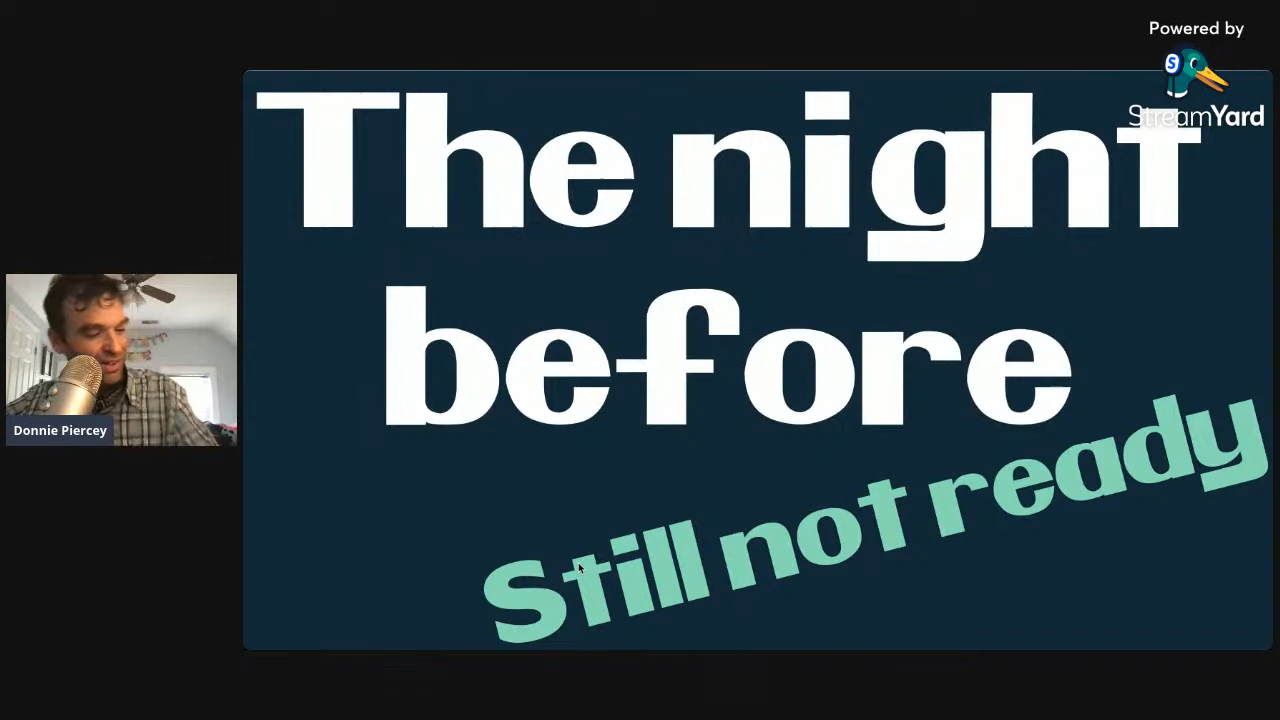 Powered by
StreamYard
The night
before
Still not ready
Donnie Piercey